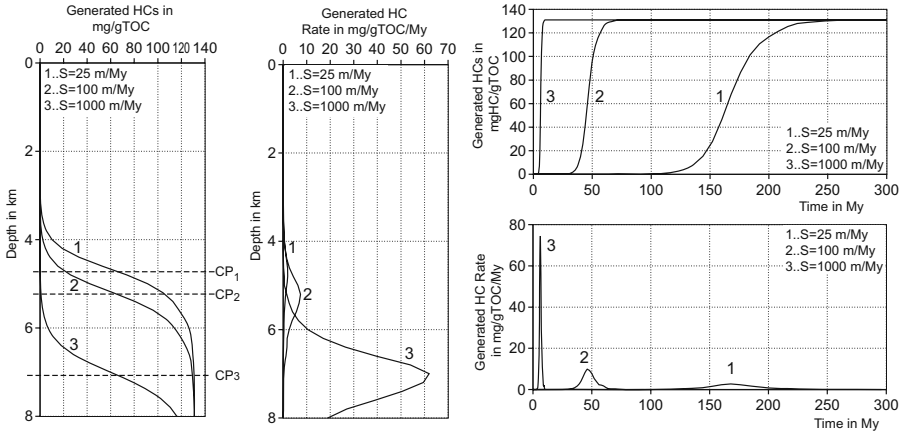 Generated HCs in
mg/gTOC
0 20 40 60 80 100 120 140
0
1..S=25 m/My
2..S=100 m/My
3..S=1000 m/My
2
Depth in km
4
1
CP1
2
CP2
6
3
CP3
8
Generated HC
Rate in mg/gTOC/My
0 10 20 30 40 50 60 70
0
1..S=25 m/My
2..S=100 m/My
3..S=1000 m/My
2
Depth in km
4
1
2
6
3
8
Generated HCs in
mgHC/gTOC
140
120
100
80
60
40
20
0
3
2
1
1..S=25 m/My
2..S=100 m/My
3..S=1000 m/My
0 50 100 150 200 250 300
Time in My
Generated HC Rate
in mg/gTOC/My
80
60
40
20
0
3
2
1
1..S=25 m/My
2..S=100 m/My
3..S=1000 m/My
0 50 100 150 200 250 300
Time in My